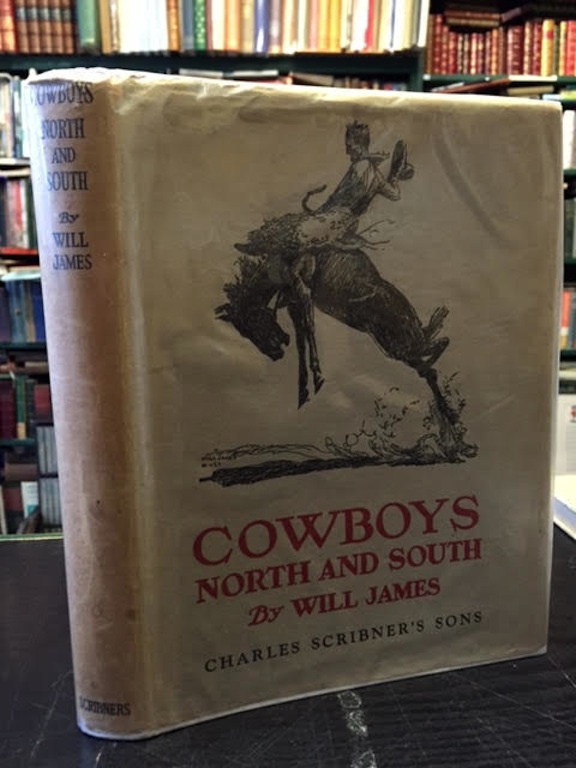 COWBOYS
NORTH
AND
SOUTH
By
WILL
JAMES
SCRIBNERS
COWBOYS
NORTH AND SOUTH
By WILL JAMES
CHARLES SCRIBNER'S SONS